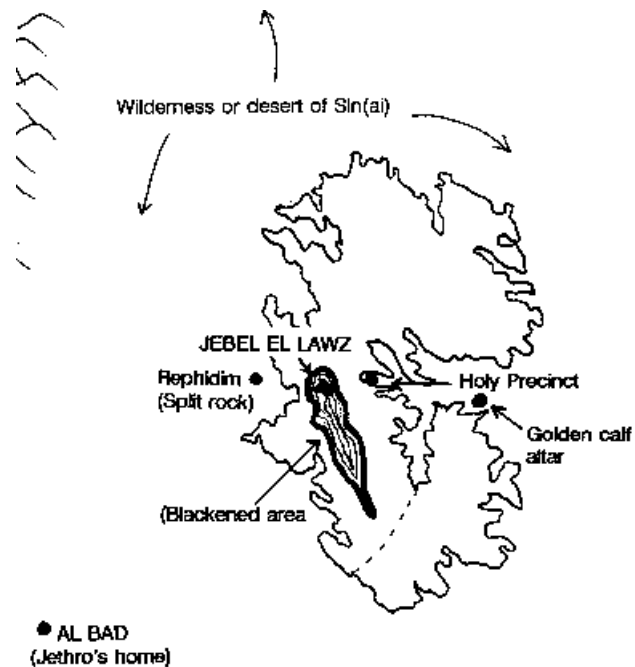 Wilderness or desert of Sin(ai)
JEBEL EL LAWZ
Rephidim
(Split rock)
Holy Precinct
Golden calf
altar
(Blackened area
AL BAD
(Jethro's home)